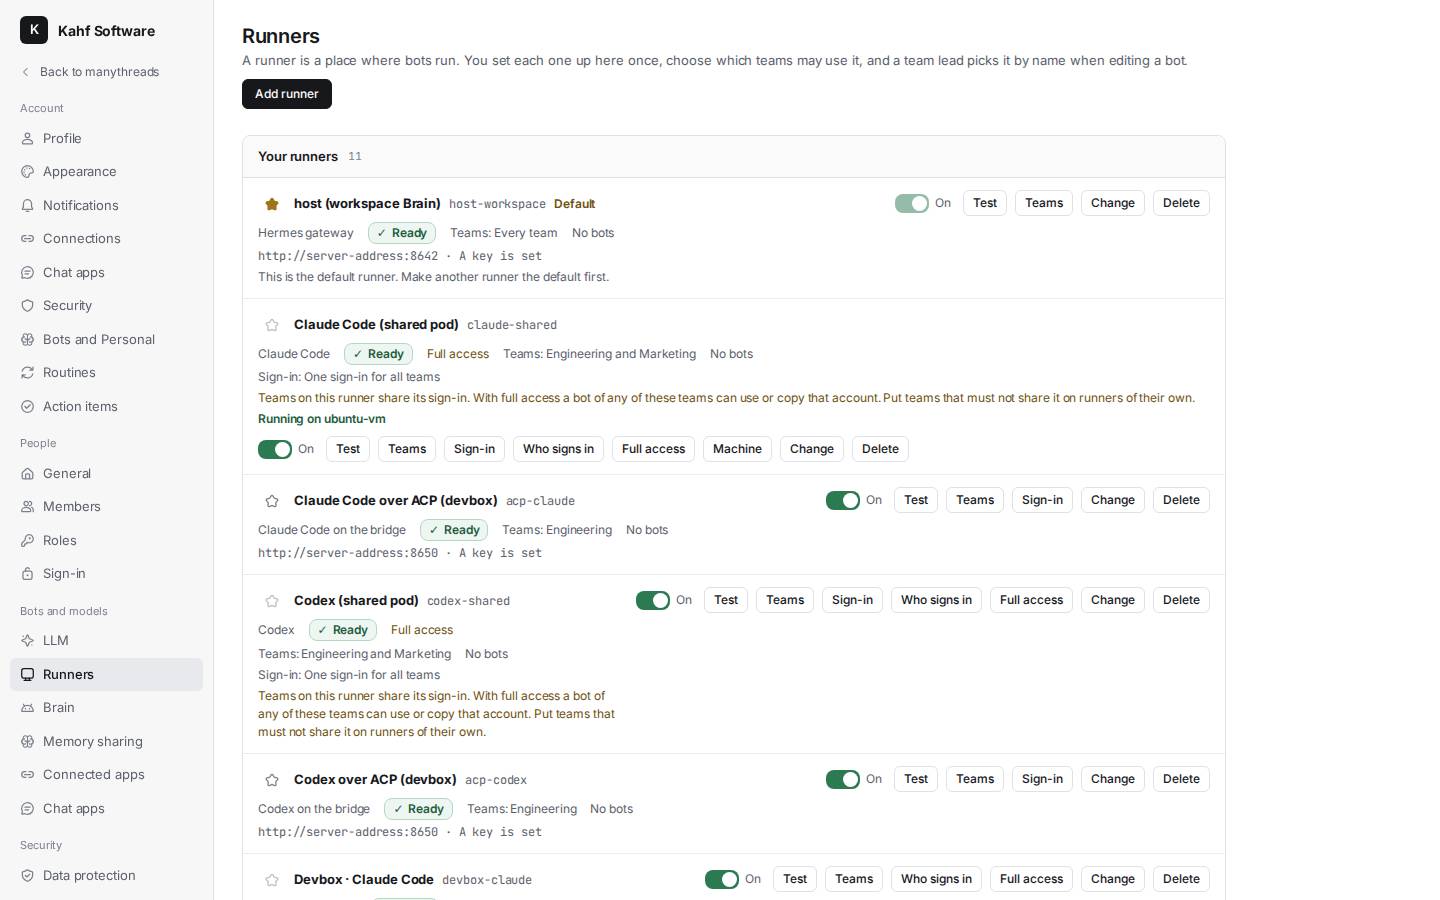 K Kahf Software
Back to manythreads
Account
Profile
Appearance
Notifications
Connections
Chat apps
Security
Bots and Personal
Routines
Action items
People
General
Members
Roles
Sign-in
Bots and models
LLM
Runners
Brain
Memory sharing
Connected apps
Chat apps
Security
Data protection
Runners
A runner is a place where bots run. You set each one up here once, choose which teams may use it, and a team lead picks it by name when editing a bot.
Add runner
Your runners 11
host (workspace Brain) host-workspace Default On Test Teams Change Delete
Hermes gateway ✓ Ready Teams: Every team No bots
http://server-address:8642 · A key is set
This is the default runner. Make another runner the default first.
Claude Code (shared pod) claude-shared
Claude Code ✓ Ready Full access Teams: Engineering and Marketing No bots
Sign-in: One sign-in for all teams
Teams on this runner share its sign-in. With full access a bot of any of these teams can use or copy that account. Put teams that must not share it on runners of their own.
Running on ubuntu-vm
On Test Teams Sign-in Who signs in Full access Machine Change Delete
Claude Code over ACP (devbox) acp-claude On Test Teams Sign-in Change Delete
Claude Code on the bridge ✓ Ready Teams: Engineering No bots
http://server-address:8650 · A key is set
Codex (shared pod) codex-shared On Test Teams Sign-in Who signs in Full access Change Delete
Codex ✓ Ready Full access
Teams: Engineering and Marketing No bots
Sign-in: One sign-in for all teams
Teams on this runner share its sign-in. With full access a bot of
any of these teams can use or copy that account. Put teams that
must not share it on runners of their own.
Codex over ACP (devbox) acp-codex On Test Teams Sign-in Change Delete
Codex on the bridge ✓ Ready Teams: Engineering No bots
http://server-address:8650 · A key is set
Devbox · Claude Code devbox-claude On Test Teams Who signs in Full access Change Delete